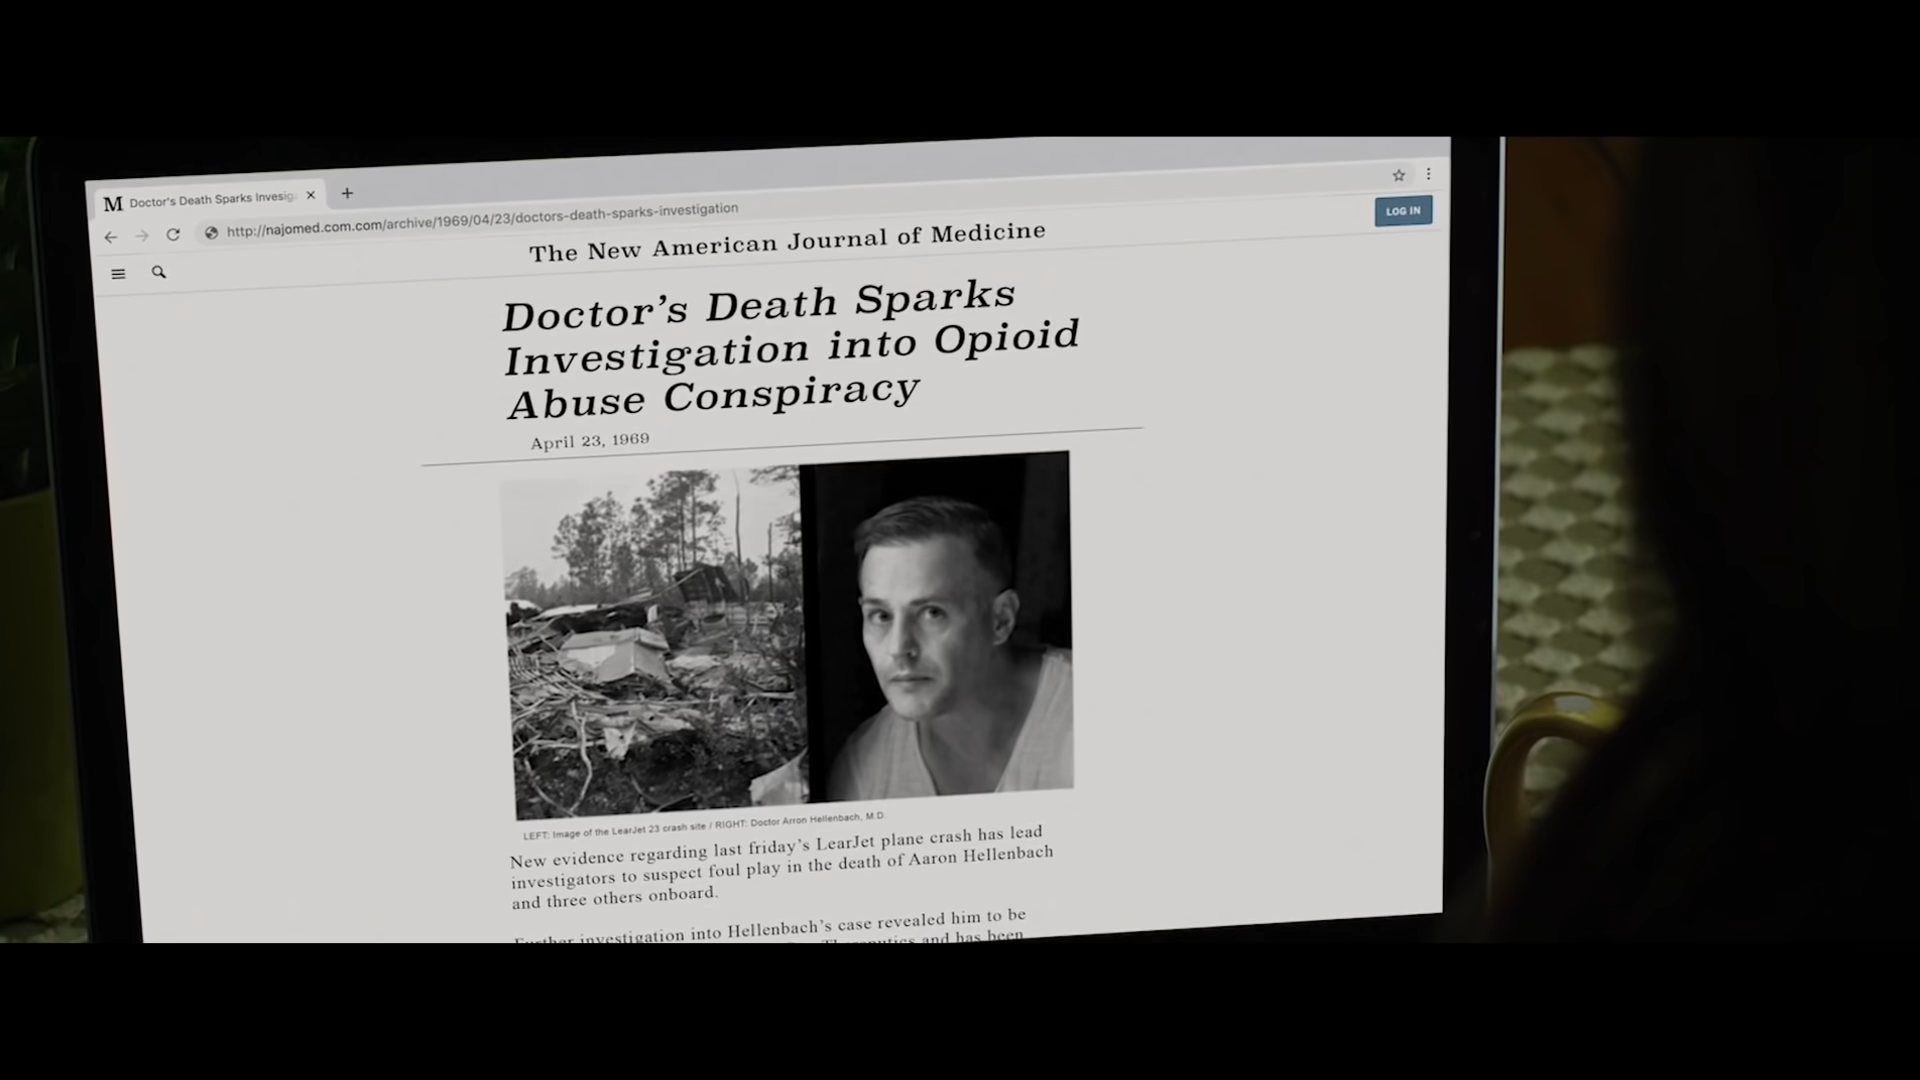 M Doctor's Death Sparks Invesig
http://najomed.com.com/archive/1969/04/23/doctors-death-sparks-investigation
LOG IN
The New American Journal of Medicine
Doctor's Death Sparks
Investigation into Opioid
Abuse Conspiracy
April 23, 1969
LEFT: Image of the LearJet 23 crash site / RIGHT: Doctor Arron Hellenbach, M.D.
New evidence regarding last friday's LearJet plane crash has lead
investigators to suspect foul play in the death of Aaron Hellenbach
and three others onboard.
Further investigation into Hellenbach's case revealed him to be
and has been